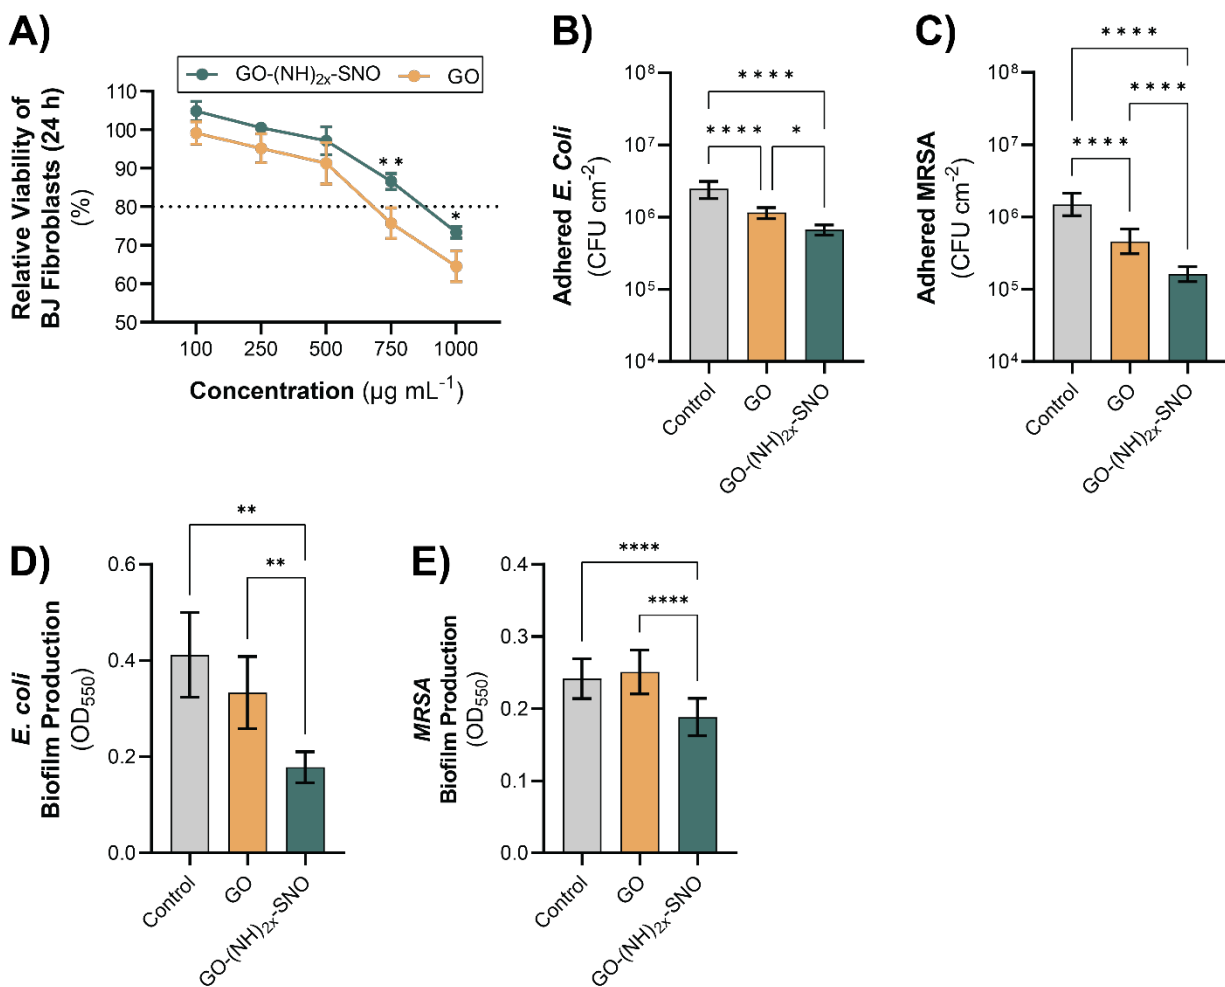 A)
GO-(NH)2x-SNO GO
Relative Viability of
BJ Fibroblasts (24 h)
(%)
110
100
90
80
70
60
50
**
*
100 250 500 750 1000
Concentration (µg mL-1)
B)
Adhered E. Coli
(CFU cm-2)
108
107
106
105
104
****
**** *
Control
GO
GO-(NH)2x-SNO
C)
Adhered MRSA
(CFU cm-2)
108
107
106
105
104
****
****
****
Control
GO
GO-(NH)2x-SNO
D)
E. coli
Biofilm Production
(OD550)
0.6
0.4
0.2
0.0
**
**
Control
GO
GO-(NH)2x-SNO
E)
MRSA
Biofilm Production
(OD550)
0.4
0.3
0.2
0.1
0.0
****
****
Control
GO
GO-(NH)2x-SNO